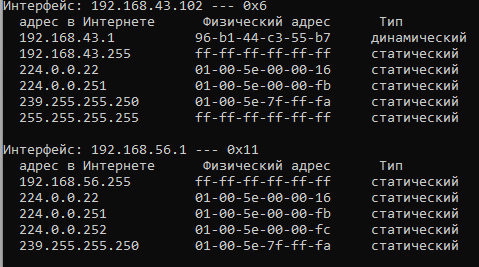 Интерфейс: 192.168.43.102 --- 0x6
адрес в Интернете Физический адрес Тип
192.168.43.1 96-b1-44-c3-55-b7 динамический
192.168.43.255 ff-ff-ff-ff-ff-ff статический
224.0.0.22 01-00-5e-00-00-16 статический
224.0.0.251 01-00-5e-00-00-fb статический
239.255.255.250 01-00-5e-7f-ff-fa статический
255.255.255.255 ff-ff-ff-ff-ff-ff статический
Интерфейс: 192.168.56.1 --- 0x11
адрес в Интернете Физический адрес Тип
192.168.56.255 ff-ff-ff-ff-ff-ff статический
224.0.0.22 01-00-5e-00-00-16 статический
224.0.0.251 01-00-5e-00-00-fb статический
224.0.0.252 01-00-5e-00-00-fc статический
239.255.255.250 01-00-5e-7f-ff-fa статический